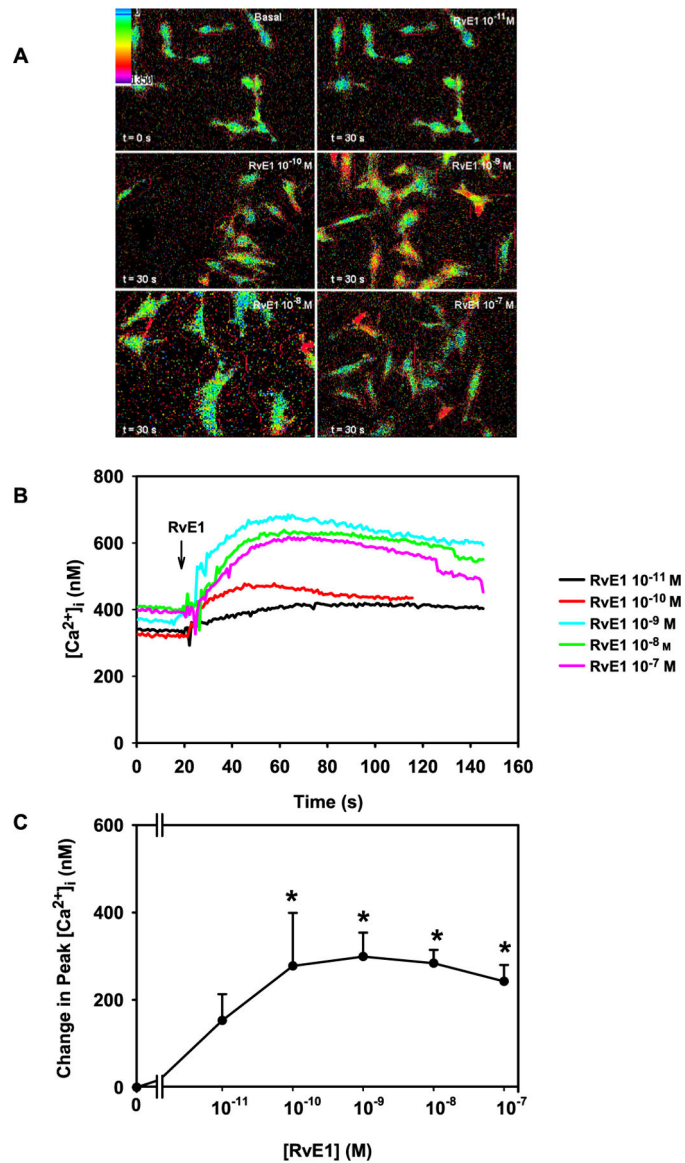 A
Basal
1350
t = 0 s
RvE1 10⁻¹¹ M
t = 30 s
RvE1 10⁻¹⁰ M
t = 30 s
RvE1 10⁻⁹ M
t = 30 s
RvE1 10⁻⁸ M
t = 30 s
RvE1 10⁻⁷ M
t = 30 s
B
800
600
400
200
0
[Ca²⁺]i (nM)
RvE1
0 20 40 60 80 100 120 140 160
Time (s)
RvE1 10⁻¹¹ M
RvE1 10⁻¹⁰ M
RvE1 10⁻⁹ M
RvE1 10⁻⁸ M
RvE1 10⁻⁷ M
C
600
400
200
0
Change in Peak [Ca²⁺]i (nM)
* * * *
0 10⁻¹¹ 10⁻¹⁰ 10⁻⁹ 10⁻⁸ 10⁻⁷
[RvE1] (M)